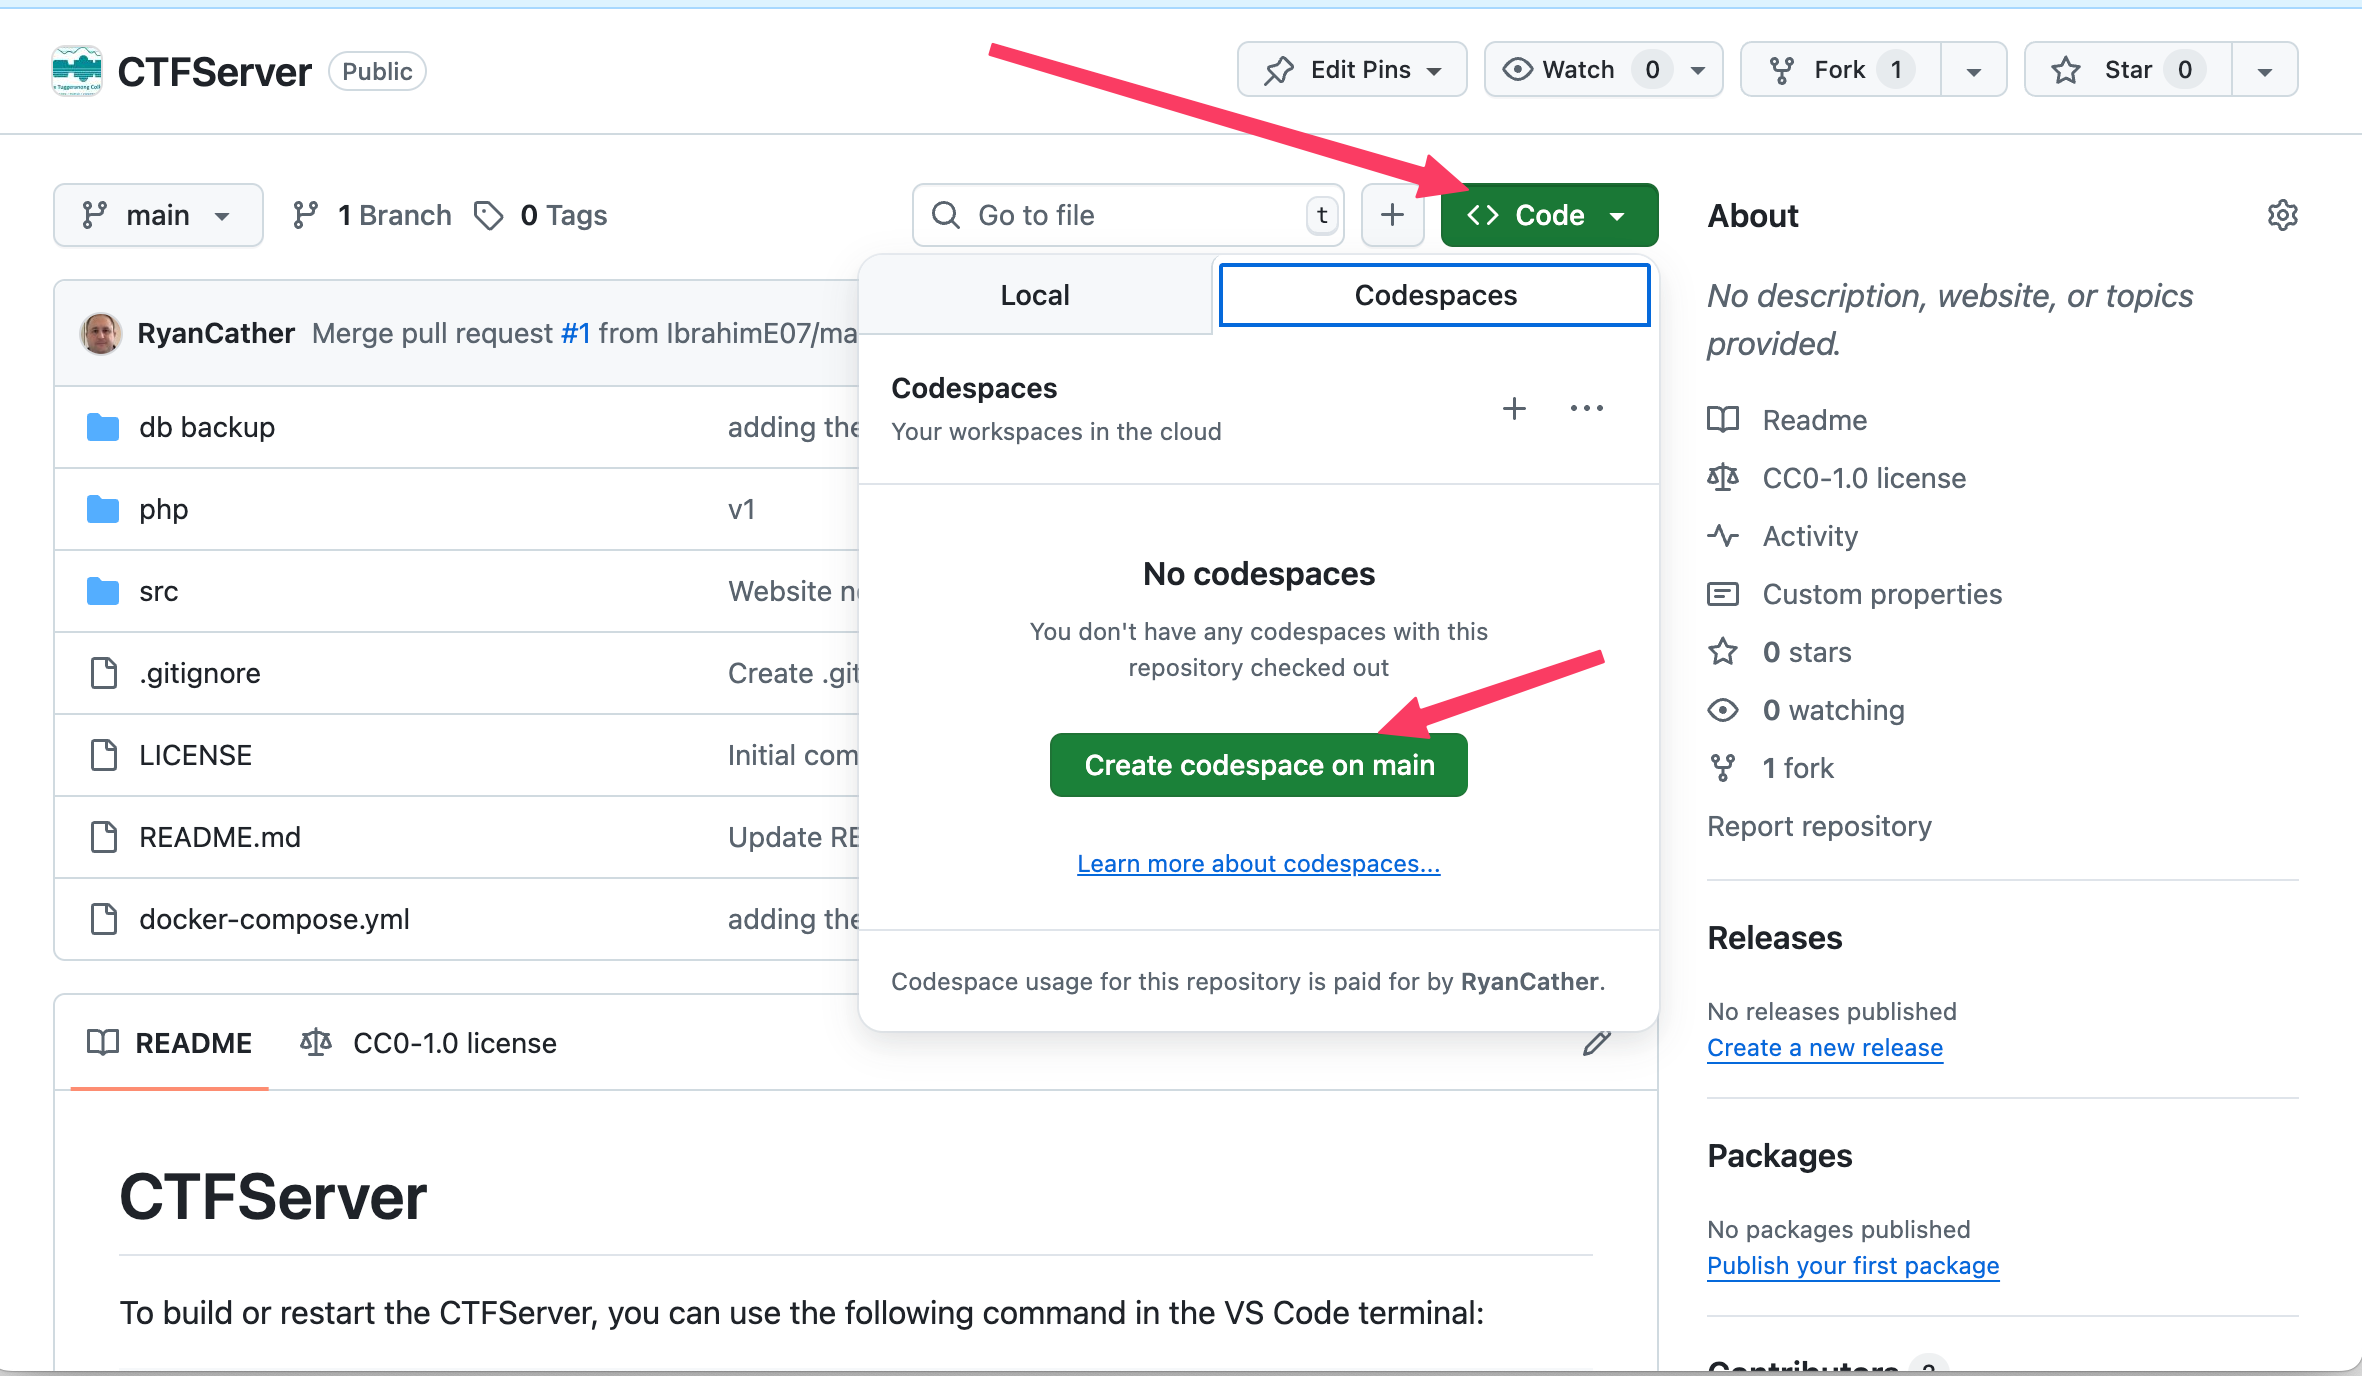 CTFServer Public
Edit Pins Watch 0 Fork 1 Star 0
main 1 Branch 0 Tags
Go to file t + Code
About
Local Codespaces
No description, website, or topics
provided.
RyanCather Merge pull request #1 from IbrahimE07/ma
Codespaces
Your workspaces in the cloud
Readme
db backup adding the
CC0-1.0 license
php v1
Activity
No codespaces
src Website
Custom properties
You don't have any codespaces with this
repository checked out
0 stars
.gitignore Create .git
0 watching
LICENSE Initial com
Create codespace on main
1 fork
README.md Update RE
Report repository
Learn more about codespaces...
docker-compose.yml adding the
Releases
Codespace usage for this repository is paid for by RyanCather.
No releases published
README CC0-1.0 license
Create a new release
Packages
CTFServer
No packages published
Publish your first package
To build or restart the CTFServer, you can use the following command in the VS Code terminal:
Contributors